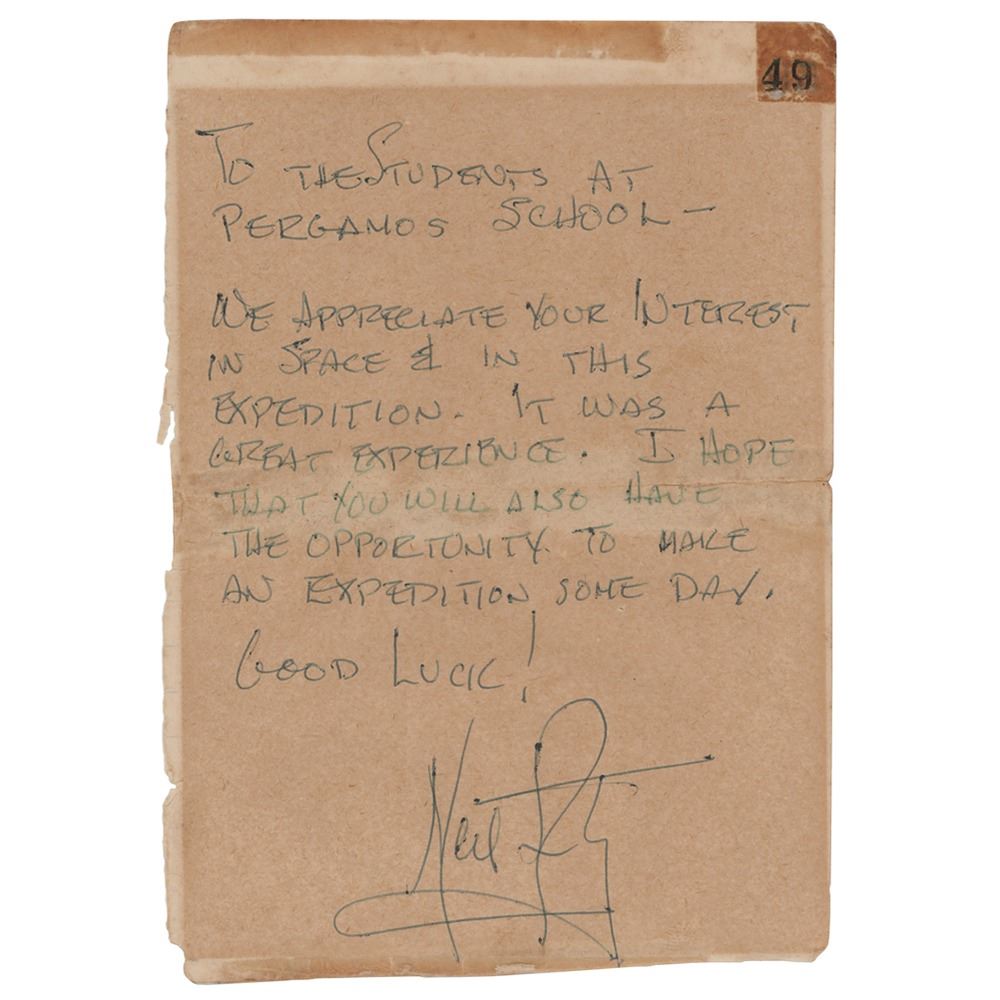 49
To THE STUDENTS AT
PERGAMOS SCHOOL —
WE APPRECIATE YOUR INTEREST
IN SPACE & IN THIS
EXPEDITION. IT WAS A
GREAT EXPERIENCE. I HOPE
THAT YOU WILL ALSO HAVE
THE OPPORTUNITY TO MAKE
AN EXPEDITION SOME DAY.
GOOD LUCK!
Neil